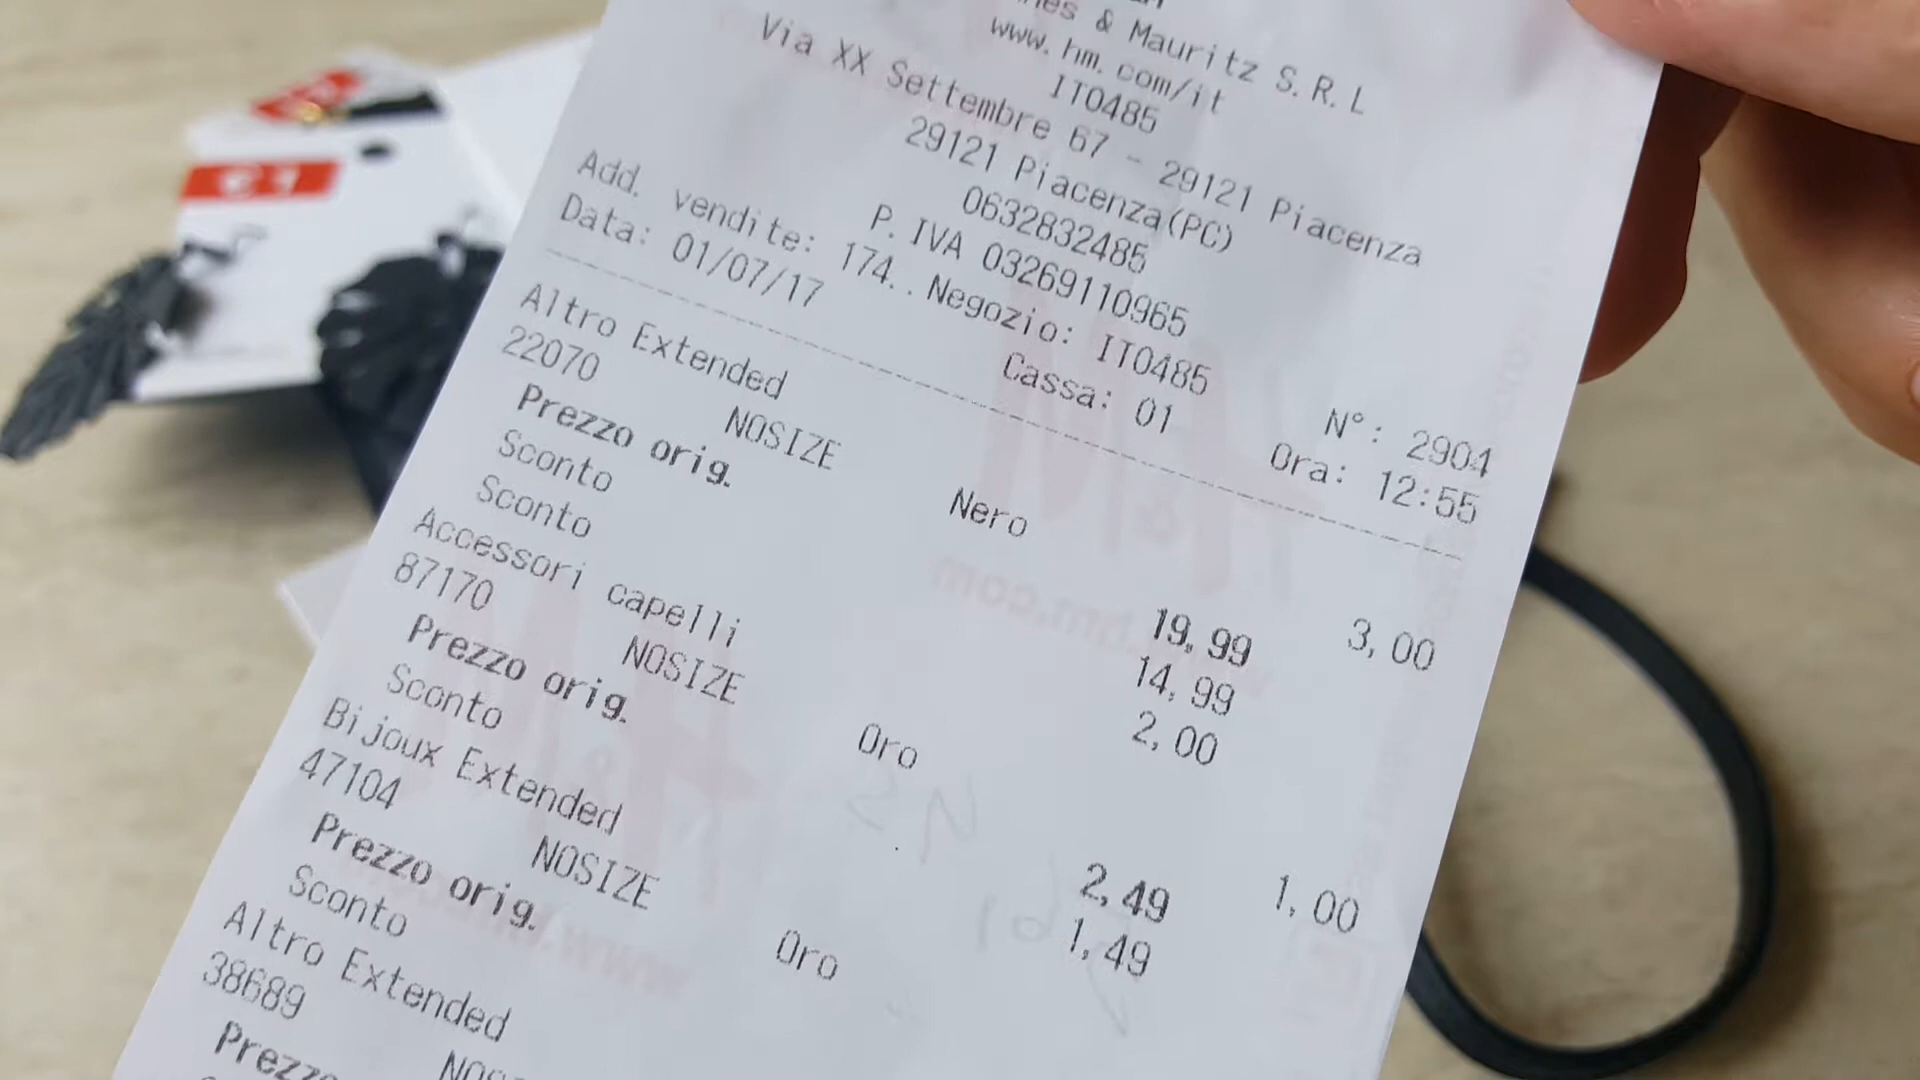 & Mauritz S.R.L
www.hm.com/it
IT0485
Via XX Settembre 67 - 29121 Piacenza
29121 Piacenza(PC)
0632832485
P. IVA 03269110965
Add. vendite: 174.. Negozio: IT0485 N°: 2904
Data: 01/07/17 Cassa: 01 Ora: 12:55
Altro Extended
22070 NOSIZE Nero 3,00
Prezzo orig. 19,99
Sconto 14,99
Sconto 2,00
Accessori capelli
87170 NOSIZE Oro 1,00
Prezzo orig. 2,49
Sconto 1,49
Bijoux Extended
47104 NOSIZE Oro
Prezzo orig.
Sconto
Altro Extended
38689
€1